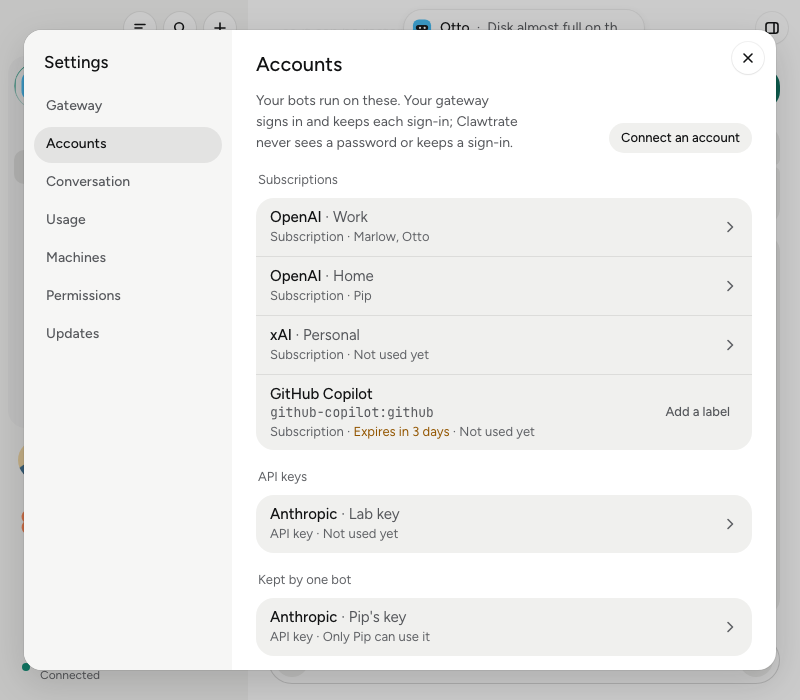 Otto · Disk almost full on th
Settings
Gateway
Accounts
Conversation
Usage
Machines
Permissions
Updates
Connected
Accounts
Your bots run on these. Your gateway
signs in and keeps each sign-in; Clawtrate
never sees a password or keeps a sign-in.
Connect an account
Subscriptions
OpenAI · Work
Subscription · Marlow, Otto
OpenAI · Home
Subscription · Pip
xAI · Personal
Subscription · Not used yet
GitHub Copilot
github-copilot:github
Subscription · Expires in 3 days · Not used yet
Add a label
API keys
Anthropic · Lab key
API key · Not used yet
Kept by one bot
Anthropic · Pip's key
API key · Only Pip can use it